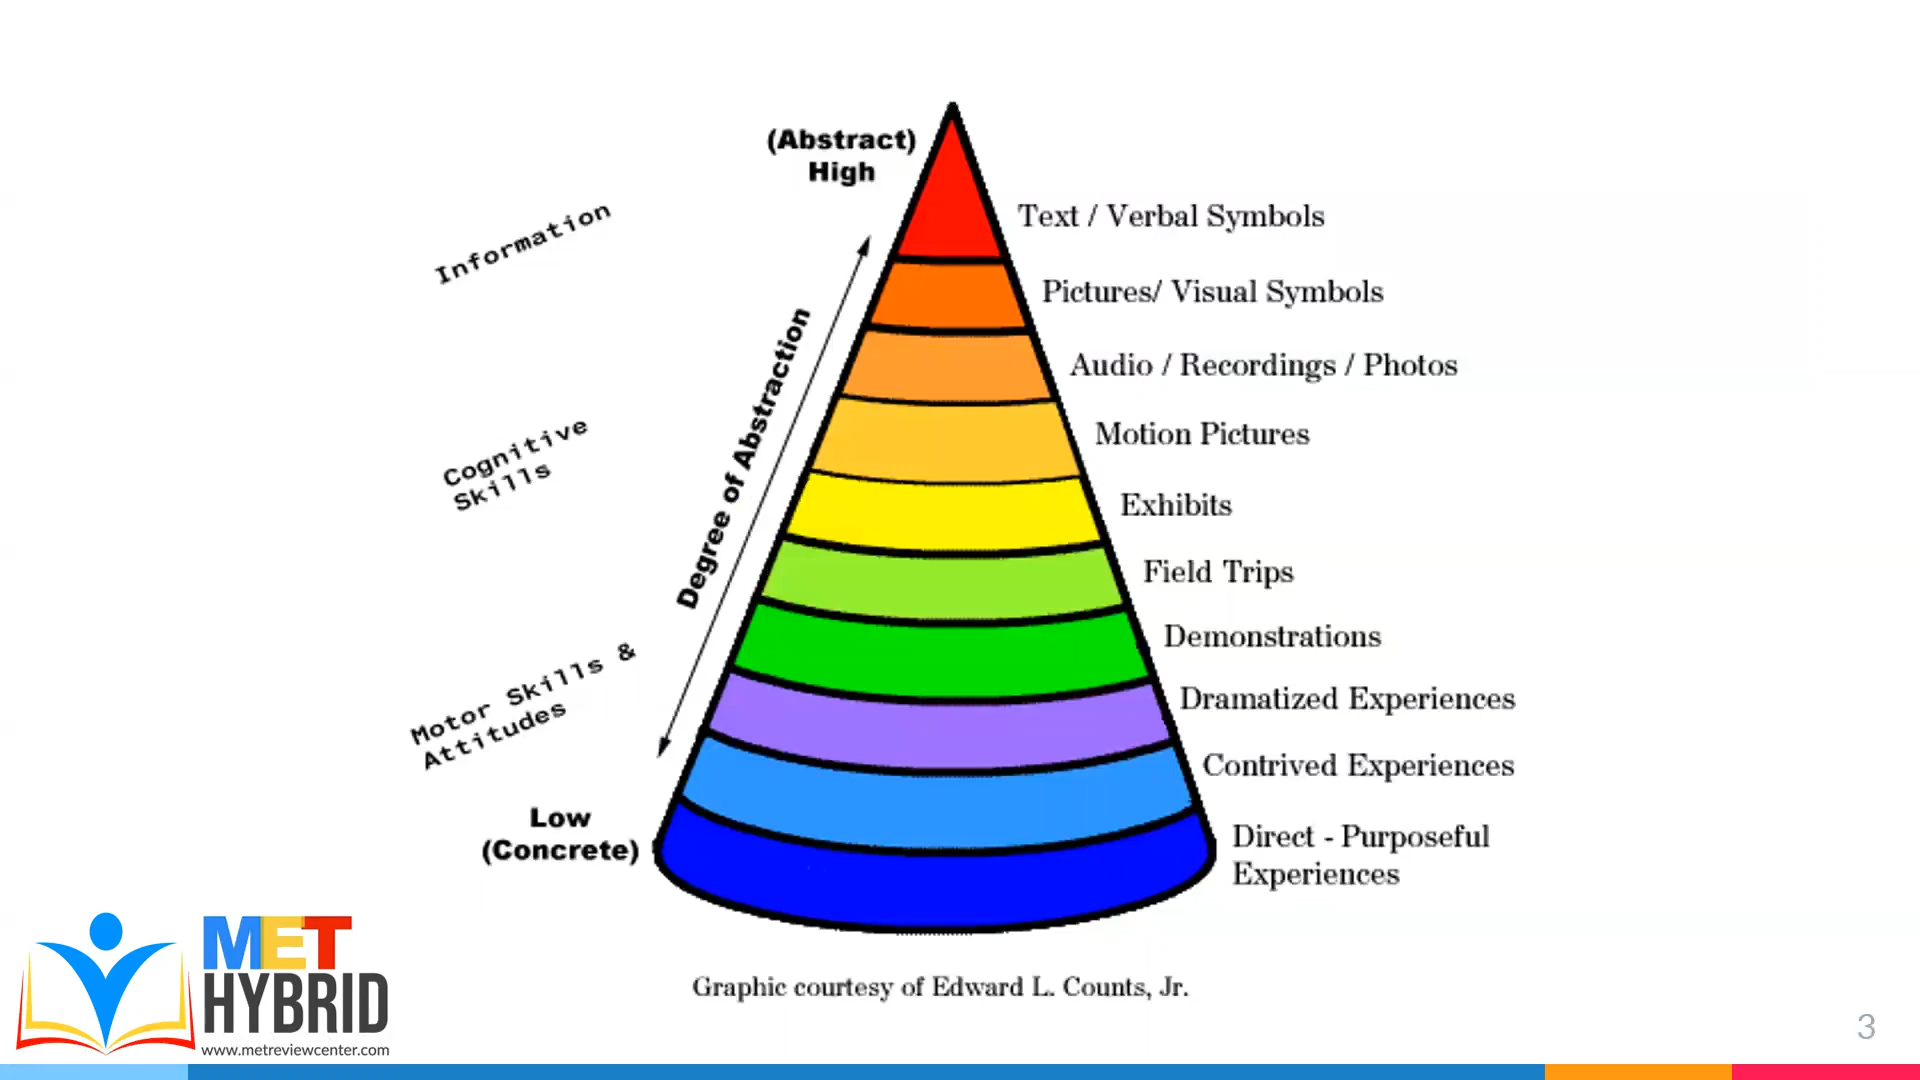 (Abstract)
High
Information
Text / Verbal Symbols
Pictures/ Visual Symbols
Audio / Recordings / Photos
Degree of Abstraction
Cognitive
Skills
Motion Pictures
Exhibits
Field Trips
Demonstrations
Motor Skills &
Attitudes
Dramatized Experiences
Contrived Experiences
Low
(Concrete)
Direct - Purposeful
Experiences
MET
HYBRID
www.metreviewcenter.com
Graphic courtesy of Edward L. Counts, Jr.
3